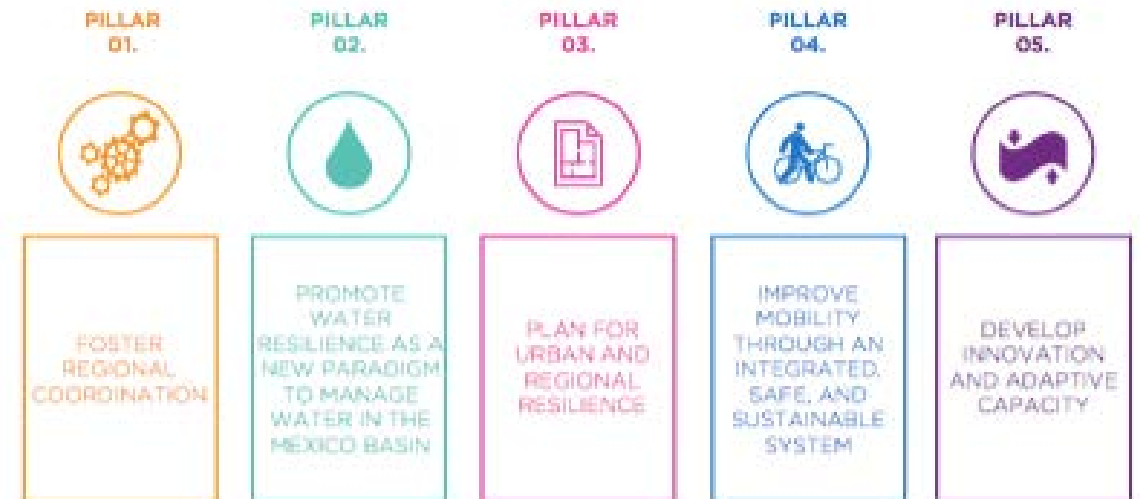 PILLAR
01.
FOSTER
REGIONAL
COORDINATION
PILLAR
02.
PROMOTE
WATER
RESILIENCE AS A
NEW PARADIGM
TO MANAGE
WATER IN THE
MEXICO BASIN
PILLAR
03.
PLAN FOR
URBAN AND
REGIONAL
RESILIENCE
PILLAR
04.
IMPROVE
MOBILITY
THROUGH AN
INTEGRATED,
SAFE, AND
SUSTAINABLE
SYSTEM
PILLAR
05.
DEVELOP
INNOVATION
AND ADAPTIVE
CAPACITY